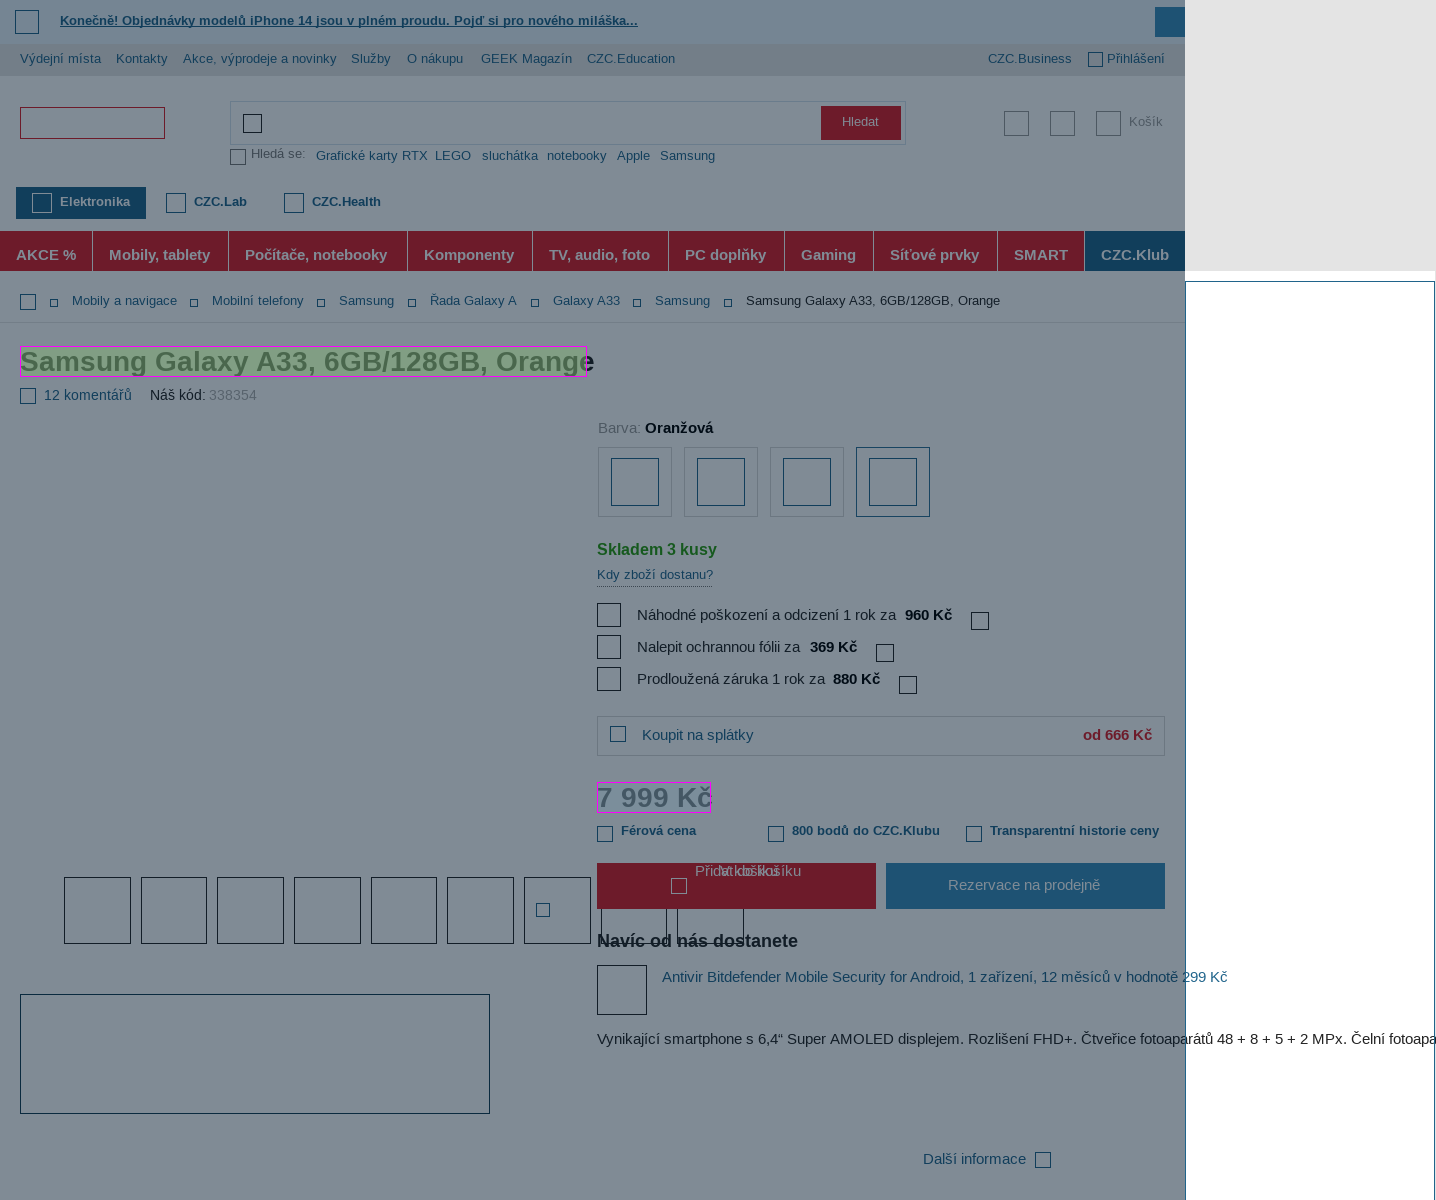 Konečně! Objednávky modelů iPhone 14 jsou v plném proudu. Pojď si pro nového miláška...
Výdejní místa Kontakty Akce, výprodeje a novinky Služby O nákupu GEEK Magazín CZC.Education CZC.Business Přihlášení
Hledat Košík
Hledá se: Grafické karty RTX LEGO sluchátka notebooky Apple Samsung
Elektronika CZC.Lab CZC.Health
AKCE % Mobily, tablety Počítače, notebooky Komponenty TV, audio, foto PC doplňky Gaming Síťové prvky SMART CZC.Klub
Mobily a navigace Mobilní telefony Samsung Řada Galaxy A Galaxy A33 Samsung Samsung Galaxy A33, 6GB/128GB, Orange
Samsung Galaxy A33, 6GB/128GB, Orange
12 komentářů Náš kód: 338354
Barva: Oranžová
Skladem 3 kusy
Kdy zboží dostanu?
Náhodné poškození a odcizení 1 rok za 960 Kč
Nalepit ochrannou fólii za 369 Kč
Prodloužená záruka 1 rok za 880 Kč
Koupit na splátky od 666 Kč
7 999 Kč
Férová cena 800 bodů do CZC.Klubu Transparentní historie ceny
Přidat do košíku V košíku
Rezervace na prodejně
Navíc od nás dostanete
Antivir Bitdefender Mobile Security for Android, 1 zařízení, 12 měsíců v hodnotě 299 Kč
Vynikající smartphone s 6,4“ Super AMOLED displejem. Rozlišení FHD+. Čtveřice fotoaparátů 48 + 8 + 5 + 2 MPx. Čelní fotoapa
Další informace